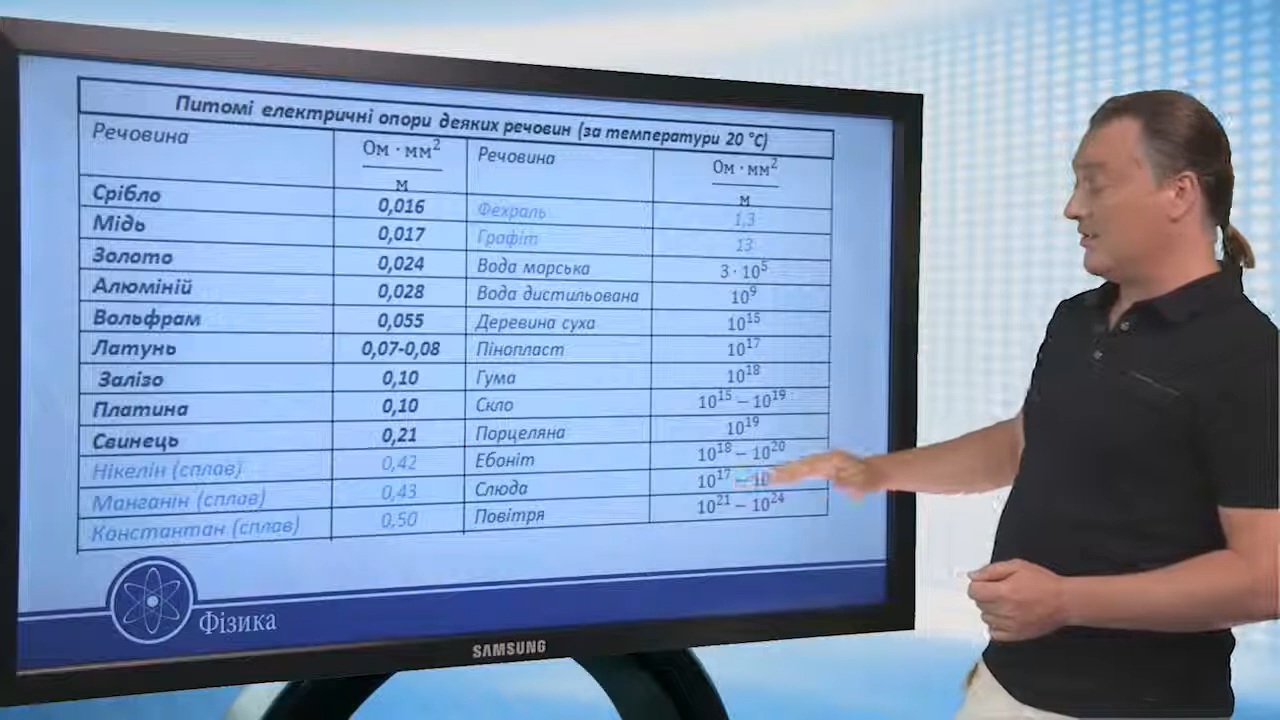 Питомі електричні опори деяких речовин (за температури 20 °C)
Речовина Ом · мм² / м Речовина Ом · мм² / м
Срібло 0,016 Фехраль 1,3
Мідь 0,017 Графіт 13
Золото 0,024 Вода морська 3 · 10⁵
Алюміній 0,028 Вода дистильована 10⁹
Вольфрам 0,055 Деревина суха 10¹⁵
Латунь 0,07-0,08 Пінопласт 10¹⁷
Залізо 0,10 Гума 10¹⁸
Платина 0,10 Скло 10¹⁵ – 10¹⁹
Свинець 0,21 Порцеляна 10¹⁹
Нікелін (сплав) 0,42 Ебоніт 10¹⁸ – 10²⁰
Манганін (сплав) 0,43 Слюда 10¹⁷
Константан (сплав) 0,50 Повітря 10²¹ – 10²⁴
Фізика
SAMSUNG